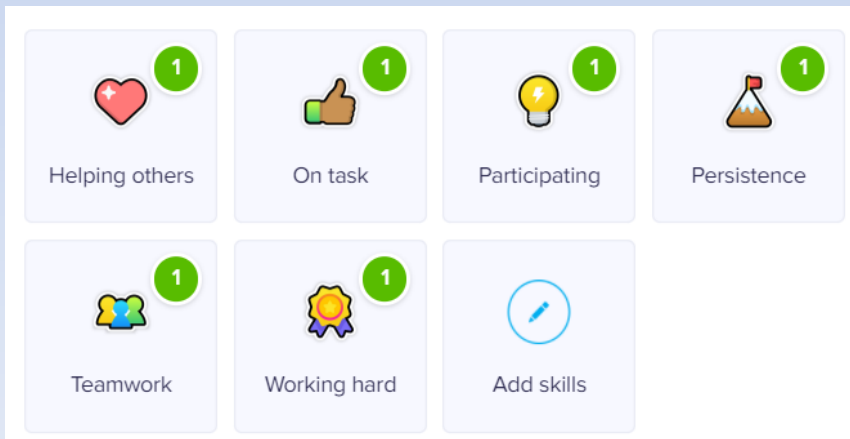 1
1
1
1
Helping others
On task
Participating
Persistence
1
1
Teamwork
Working hard
Add skills